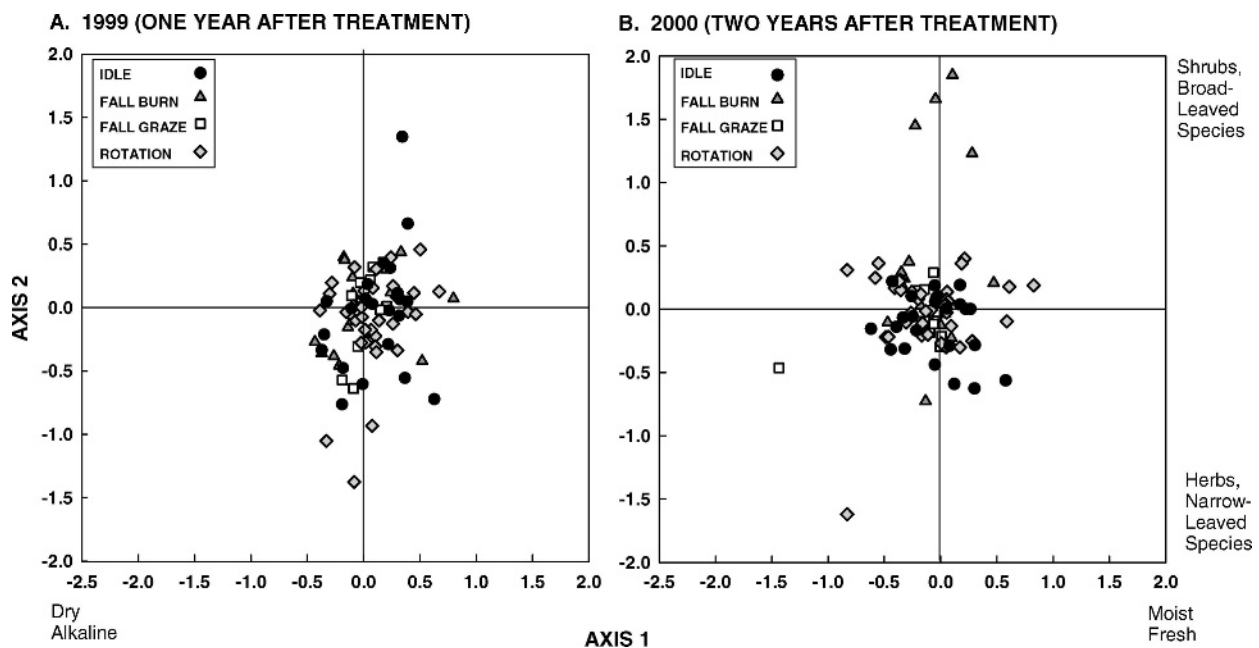 A. 1999 (ONE YEAR AFTER TREATMENT)
2.0
IDLE
FALL BURN
FALL GRAZE
ROTATION
1.5
1.0
0.5
0.0
-0.5
-1.0
-1.5
-2.0
-2.5 -2.0 -1.5 -1.0 -0.5 0.0 0.5 1.0 1.5 2.0
AXIS 2
Dry
Alkaline
B. 2000 (TWO YEARS AFTER TREATMENT)
2.0
IDLE
FALL BURN
FALL GRAZE
ROTATION
1.5
1.0
0.5
0.0
-0.5
-1.0
-1.5
-2.0
-2.5 -2.0 -1.5 -1.0 -0.5 0.0 0.5 1.0 1.5 2.0
Shrubs,
Broad-
Leaved
Species
Herbs,
Narrow-
Leaved
Species
Moist
Fresh
AXIS 1